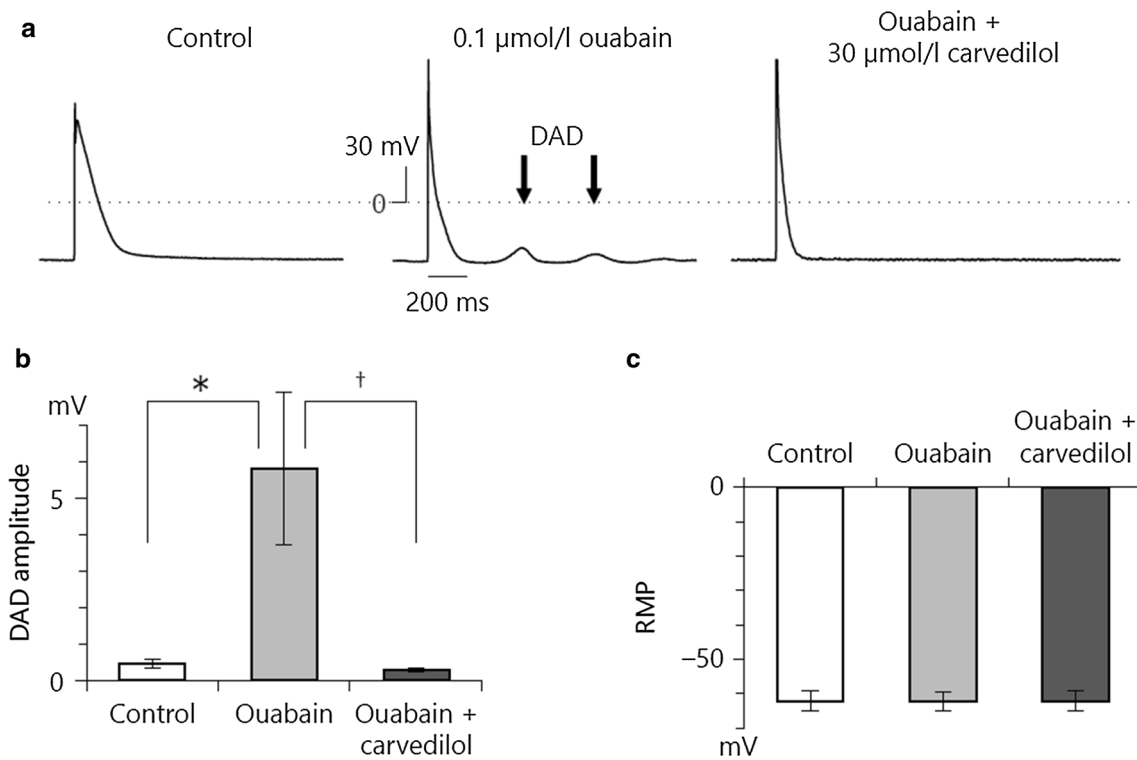 a
Control
0.1 µmol/l ouabain
Ouabain +
30 µmol/l carvedilol
30 mV
DAD
0
200 ms
b
mV
*
†
5
0
DAD amplitude
Control
Ouabain
Ouabain +
carvedilol
c
Control
Ouabain
Ouabain +
carvedilol
0
−50
mV
RMP